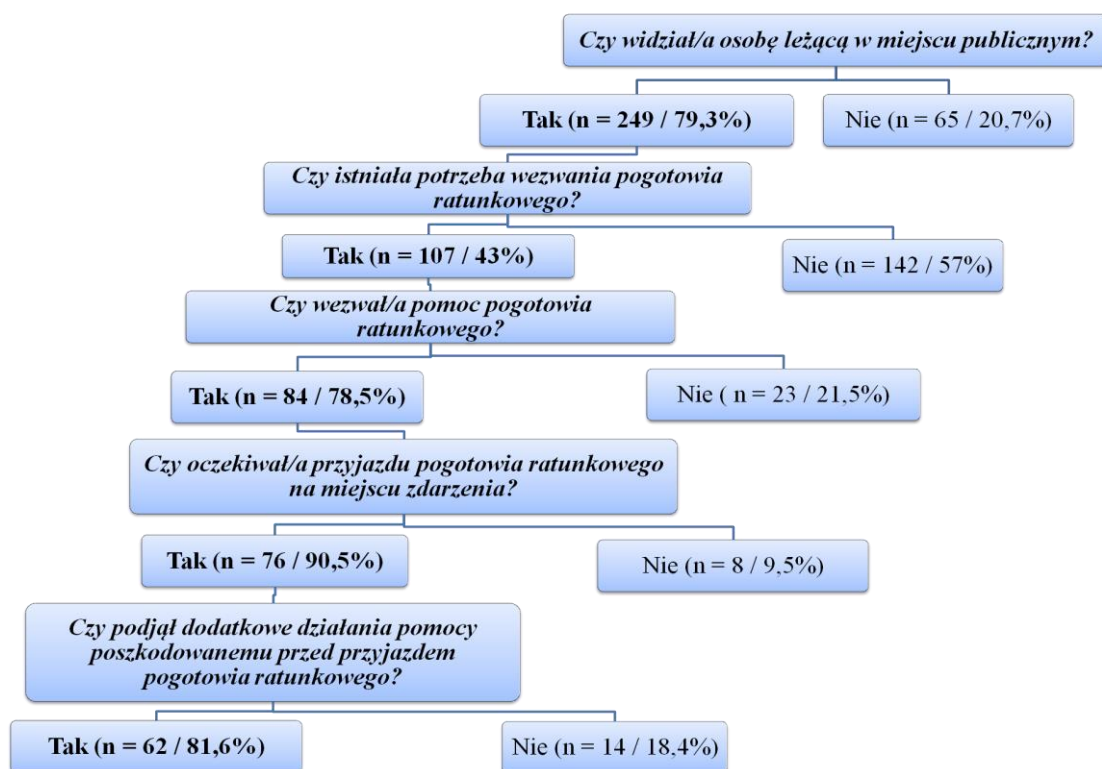 Czy widział/a osobę leżącą w miejscu publicznym?
Tak (n = 249 / 79,3%)
Nie (n = 65 / 20,7%)
Czy istniała potrzeba wezwania pogotowia
ratunkowego?
Tak (n = 107 / 43%)
Nie (n = 142 / 57%)
Czy wezwał/a pomoc pogotowia
ratunkowego?
Tak (n = 84 / 78,5%)
Nie ( n = 23 / 21,5%)
Czy oczekiwał/a przyjazdu pogotowia ratunkowego
na miejscu zdarzenia?
Tak (n = 76 / 90,5%)
Nie (n = 8 / 9,5%)
Czy podjął dodatkowe działania pomocy
poszkodowanemu przed przyjazdem
pogotowia ratunkowego?
Tak (n = 62 / 81,6%)
Nie (n = 14 / 18,4%)